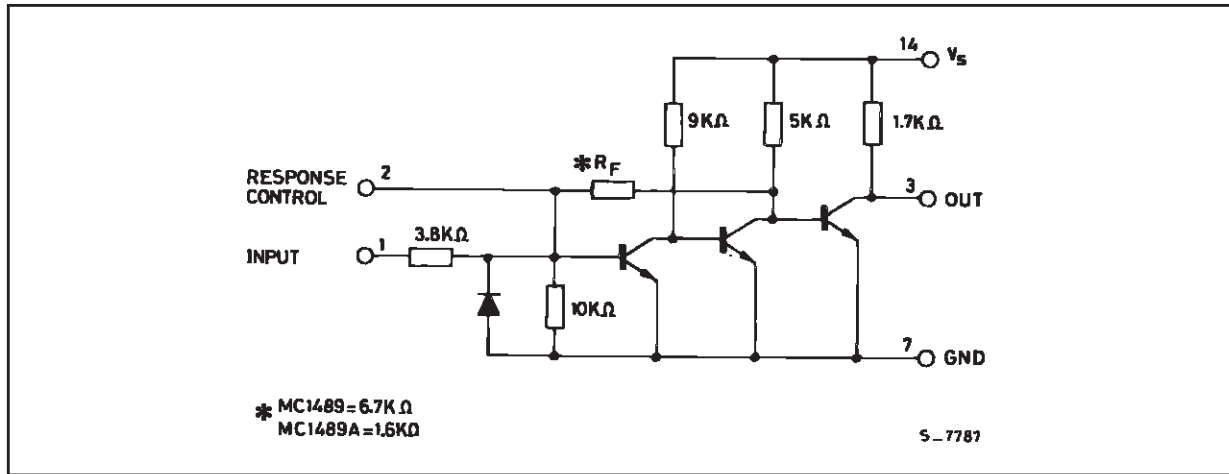 14
Vs
9KΩ
5KΩ
1.7KΩ
* RF
RESPONSE
CONTROL
2
3
OUT
INPUT
1
3.8KΩ
10KΩ
7
GND
* MC1489=6.7KΩ
MC1489A=1.6KΩ
S_7787